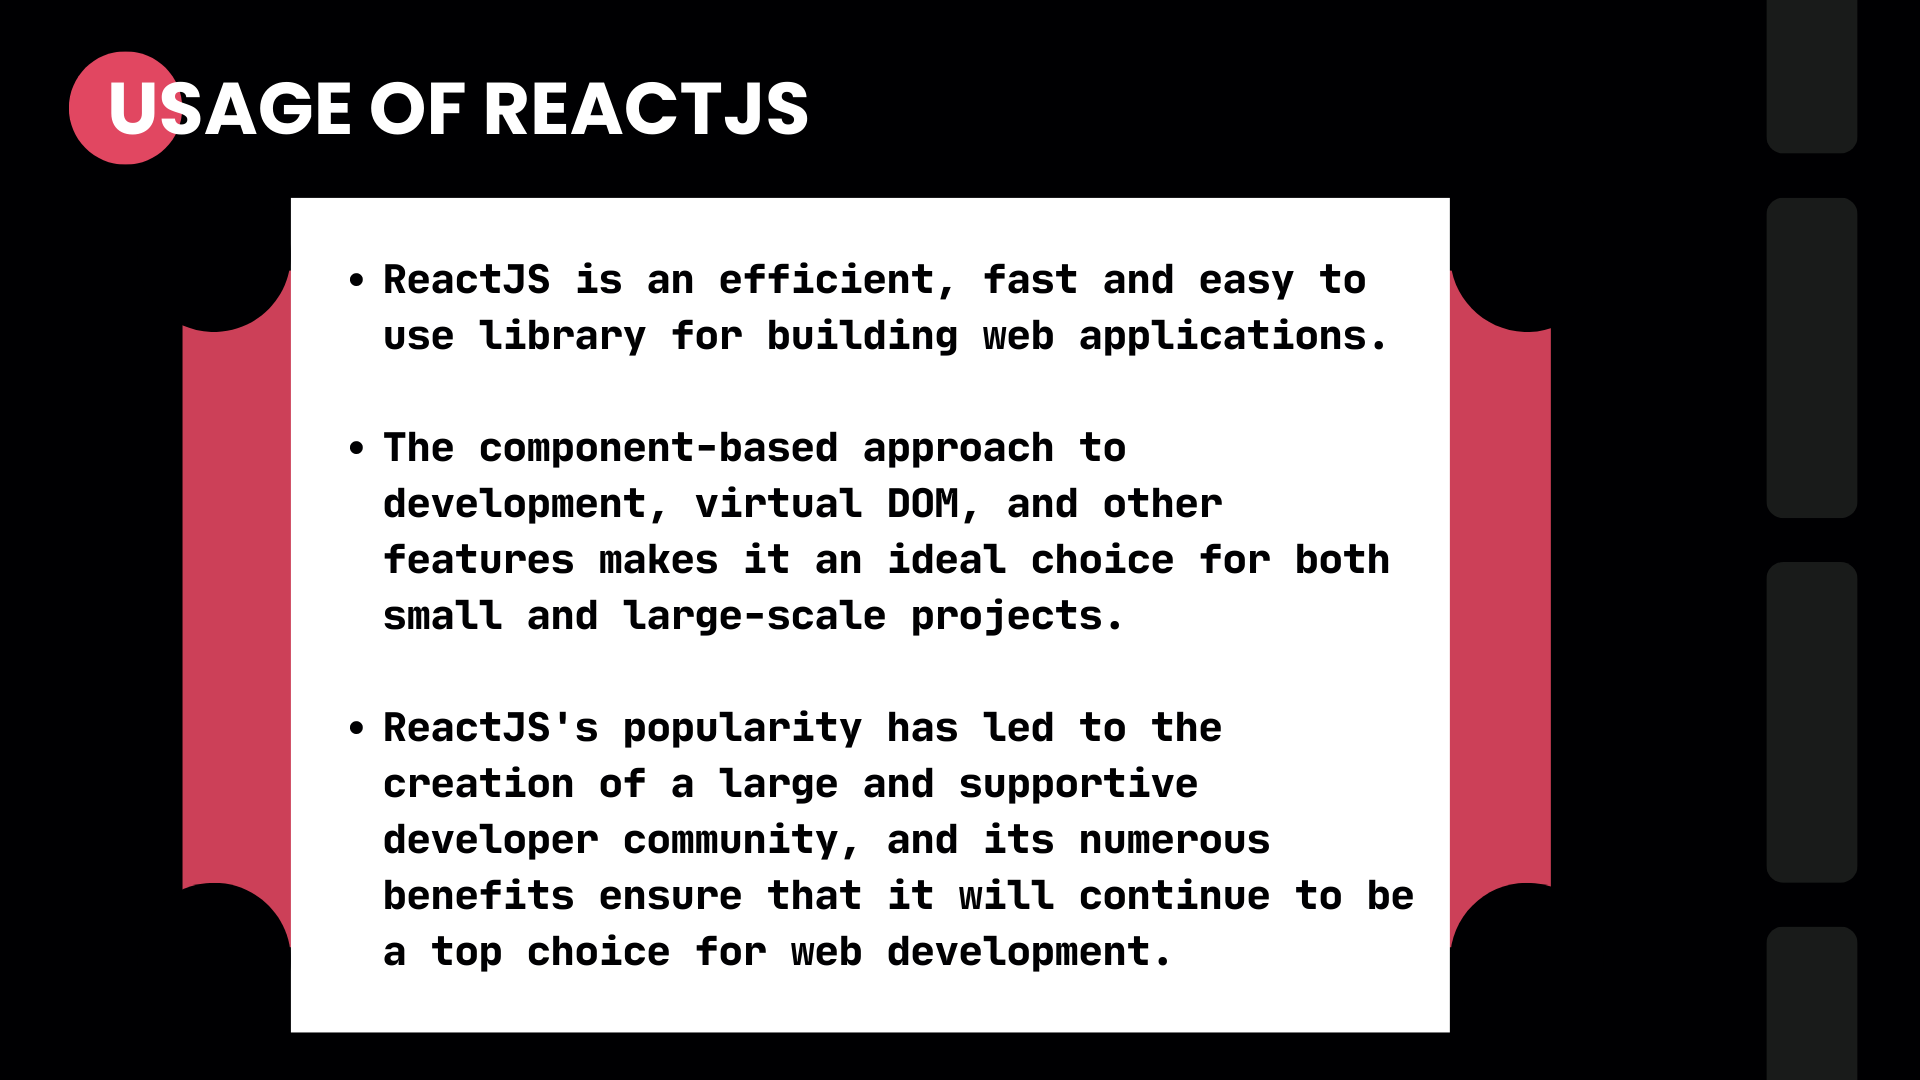 USAGE OF REACTJS
• ReactJS is an efficient, fast and easy to
use library for building web applications.
• The component-based approach to
development, virtual DOM, and other
features makes it an ideal choice for both
small and large-scale projects.
• ReactJS's popularity has led to the
creation of a large and supportive
developer community, and its numerous
benefits ensure that it will continue to be
a top choice for web development.